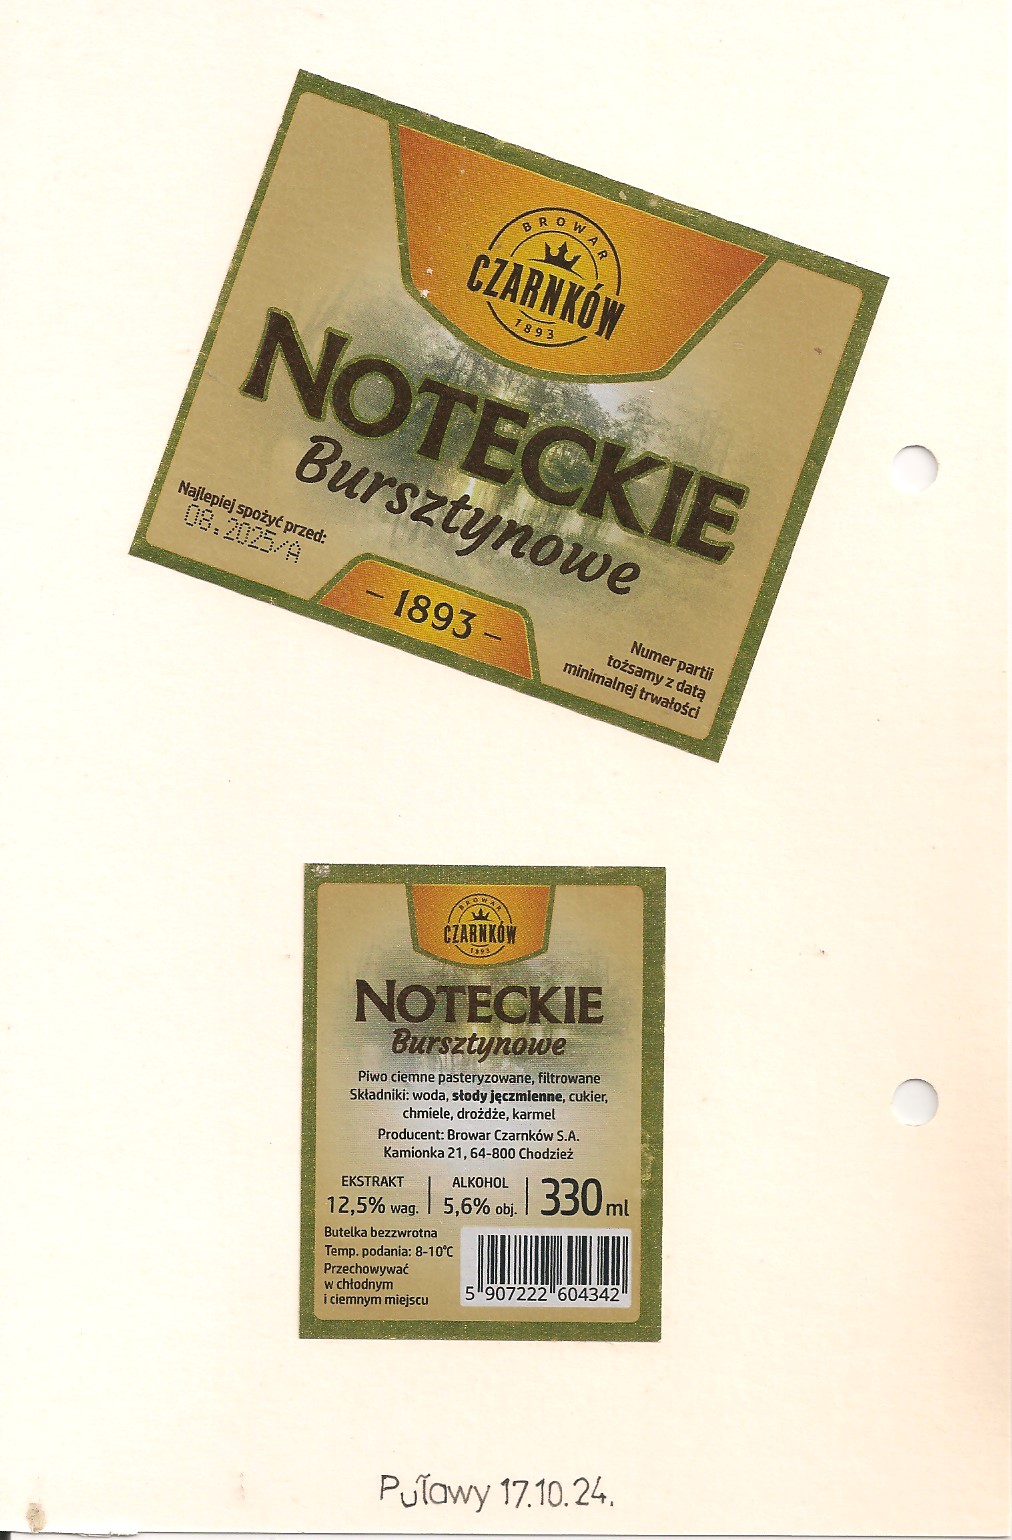 BROWAR
CZARNKÓW
1893
NOTECKIE
Bursztynowe
Najlepiej spożyć przed:
08.2025/A
- 1893 -
Numer partii
tożsamy z datą
minimalnej trwałości
BROWAR
CZARNKÓW
1893
NOTECKIE
Bursztynowe
Piwo ciemne pasteryzowane, filtrowane
Składniki: woda, słody jęczmienne, cukier,
chmiele, drożdże, karmel
Producent: Browar Czarnków S.A.
Kamionka 21, 64-800 Chodzież
EKSTRAKT
12,5% wag.
ALKOHOL
5,6% obj.
330 ml
Butelka bezzwrotna
Temp. podania: 8-10°C
Przechowywać
w chłodnym
i ciemnym miejscu
5 907222 604342
Puławy 17.10.24.